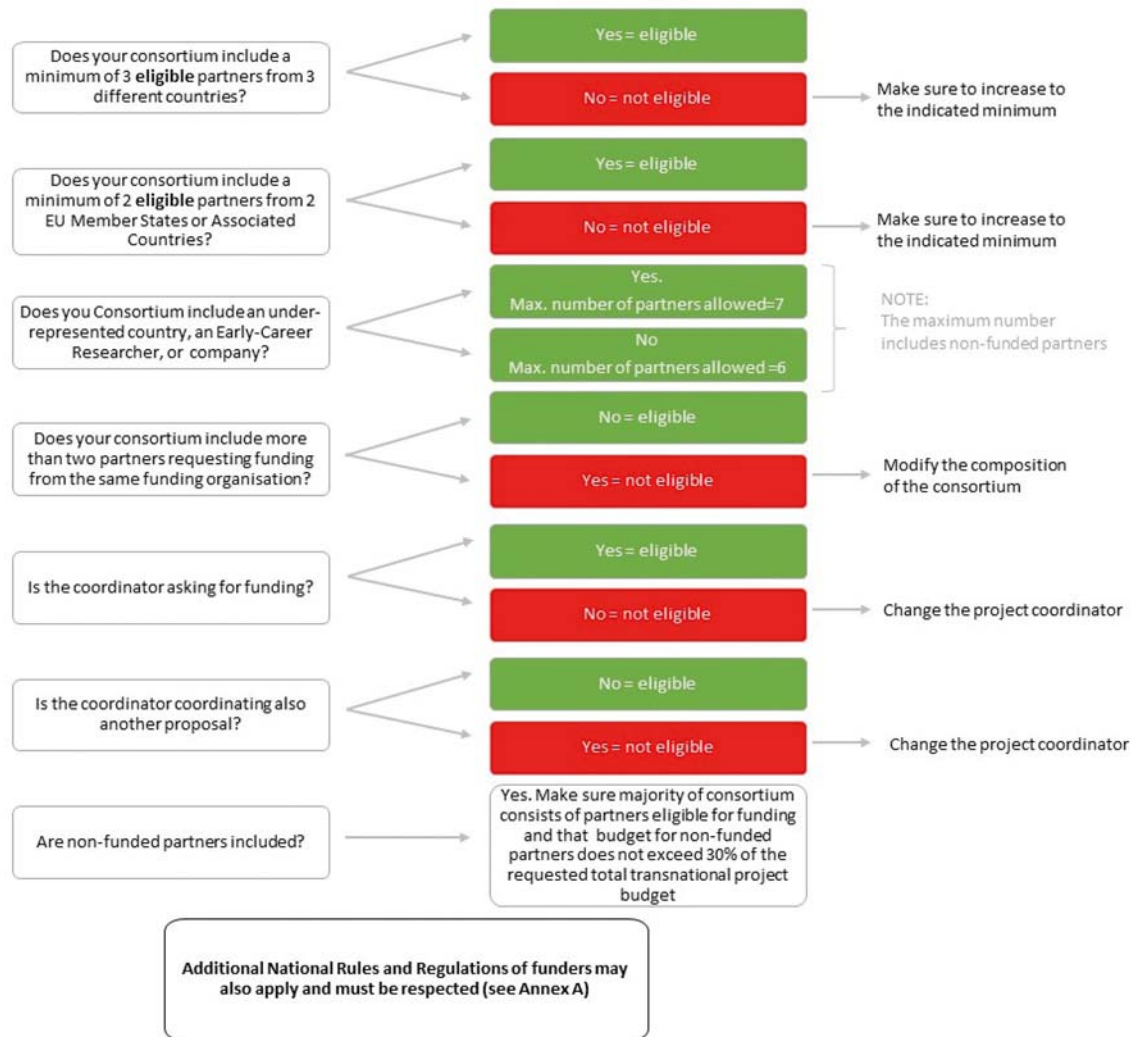 Does your consortium include a
minimum of 3 eligible partners from 3
different countries?
Yes = eligible
No = not eligible
Make sure to increase to
the indicated minimum
Does your consortium include a
minimum of 2 eligible partners from 2
EU Member States or Associated
Countries?
Yes = eligible
No = not eligible
Make sure to increase to
the indicated minimum
Does you Consortium include an under-
represented country, an Early-Career
Researcher, or company?
Yes.
Max. number of partners allowed=7
No
Max. number of partners allowed =6
NOTE:
The maximum number
includes non-funded partners
Does your consortium include more
than two partners requesting funding
from the same funding organisation?
No = eligible
Yes = not eligible
Modify the composition
of the consortium
Is the coordinator asking for funding?
Yes = eligible
No = not eligible
Change the project coordinator
Is the coordinator coordinating also
another proposal?
No = eligible
Yes = not eligible
Change the project coordinator
Are non-funded partners included?
Yes. Make sure majority of consortium
consists of partners eligible for funding
and that budget for non-funded
partners does not exceed 30% of the
requested total transnational project
budget
Additional National Rules and Regulations of funders may
also apply and must be respected (see Annex A)